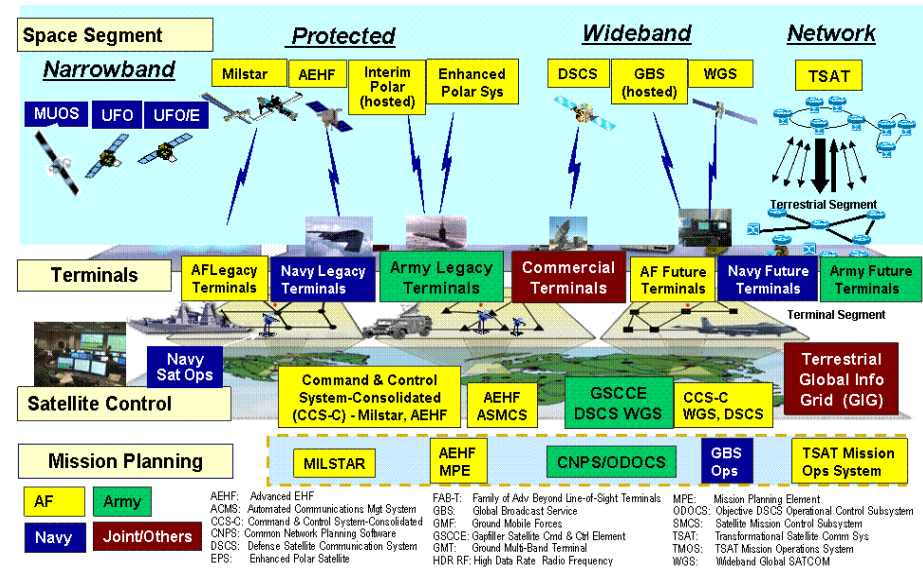 Space Segment
Protected
Wideband
Network
Narrowband
Milstar
AEHF
Interim
Polar
(hosted)
Enhanced
Polar Sys
DSCS
GBS
(hosted)
WGS
TSAT
MUOS
UFO
UFO/E
Terrestrial Segment
Terminals
AFLegacy
Terminals
Navy Legacy
Terminals
Army Legacy
Terminals
Commercial
Terminals
AF Future
Terminals
Navy Future
Terminals
Army Future
Terminals
Terminal Segment
Navy
Sat Ops
Satellite Control
Command & Control
System-Consolidated
(CCS-C) - Milstar, AEHF
AEHF
ASMCS
GSCCE
DSCS WGS
CCS-C
WGS, DSCS
Terrestrial
Global Info
Grid (GIG)
Mission Planning
MILSTAR
AEHF
MPE
CNPS/ODOCS
GBS
Ops
TSAT Mission
Ops System
AF
Army
Navy
Joint/Others
AEHF: Advanced EHF
ACMS: Automated Communications Mgt System
CCS-C: Command & Control System-Consolidated
CNPS: Common Network Planning Software
DSCS: Defense Satellite Communication System
EPS: Enhanced Polar Satellite
FAB-T: Family of Adv Beyond Line-of-Sight Terminals
GBS: Global Broadcast Service
GMF: Ground Mobile Forces
GSCCE: Gapfiller Satellite Cmd & Ctrl Element
GMT: Ground Multi-Band Terminal
HDR RF: High Data Rate Radio Frequency
MPE: Mission Planning Element
ODOCS: Objective DSCS Operational Control Subsystem
SMCS: Satellite Mission Control Subsystem
TSAT: Transformational Satellite Comm Sys
TMOS: TSAT Mission Operations System
WGS: Wideband Global SATCOM